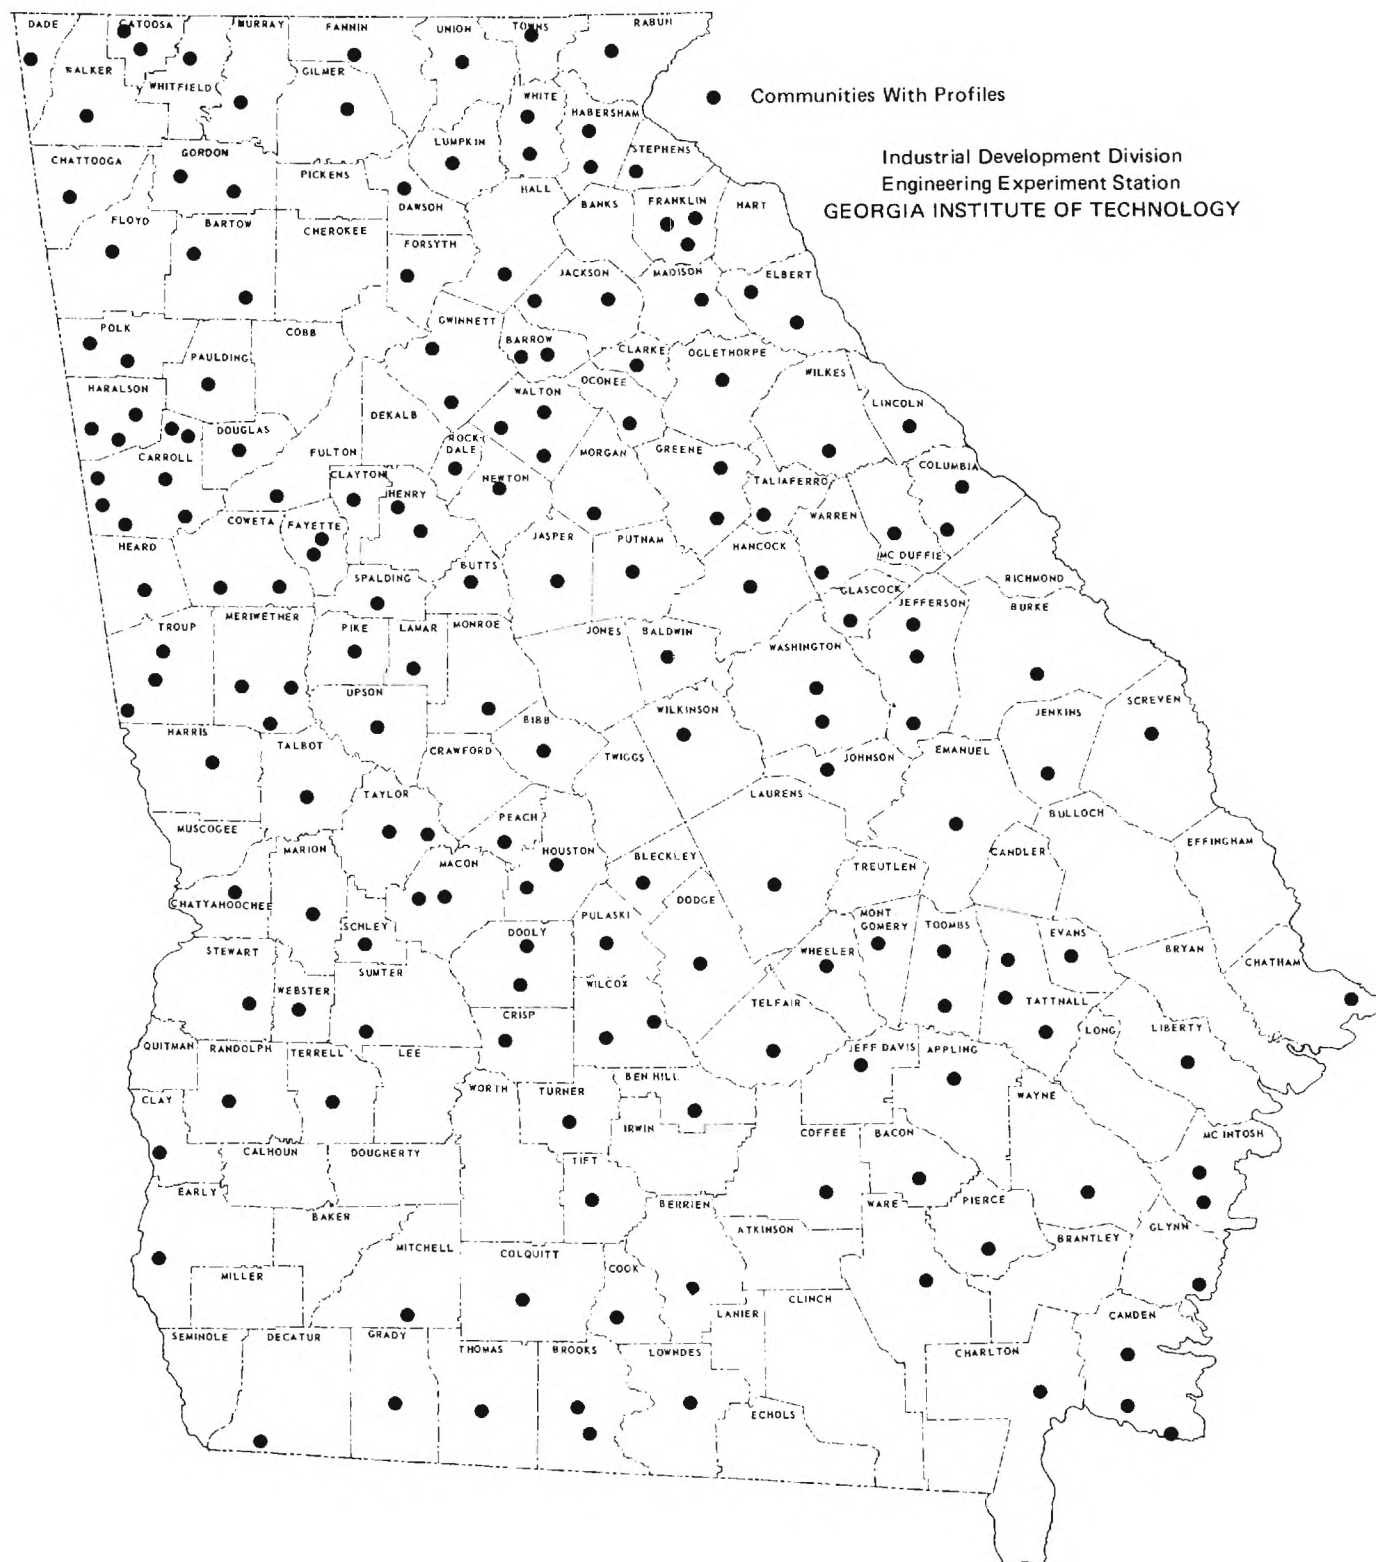 DADE
CATOOSA
MURRAY
FANNIN
UNION
TOWNS
RABUN
WALKER
WHITFIELD
GILMER
WHITE
HABERSHAM
Communities With Profiles
LUMPKIN
STEPHENS
CHATTOOGA
GORDON
PICKENS
HALL
Industrial Development Division
Engineering Experiment Station
GEORGIA INSTITUTE OF TECHNOLOGY
DAWSON
BANKS
FRANKLIN
HART
FLOYD
BARTOW
CHEROKEE
FORSYTH
JACKSON
MADISON
ELBERT
POLK
COBB
GWINNETT
PAULDING
BARROW
CLARKE
OGLETHORPE
HARALSON
OCONEE
WILKES
WALTON
LINCOLN
DEKALB
DOUGLAS
FULTON
ROCK-
DALE
MORGAN
GREENE
CARROLL
CLAYTON
HENRY
NEWTON
TALIAFERRO
COLUMBIA
WARREN
COWETA
FAYETTE
HEARD
JASPER
PUTNAM
HANCOCK
MC DUFFIE
SPALDING
BUTTS
GLASCOCK
RICHMOND
JEFFERSON
BURKE
TROUP
MERIWETHER
PIKE
LAMAR
MONROE
JONES
BALDWIN
WASHINGTON
UPSON
WILKINSON
SCREVEN
JENKINS
HARRIS
TALBOT
BIBB
CRAWFORD
TWIGGS
JOHNSON
EMANUEL
TAYLOR
LAURENS
MUSCOGEE
PEACH
BULLOCH
MARION
HOUSTON
EFFINGHAM
MACON
BLECKLEY
CANDLER
TREUTLEN
CHATYAHOOCHEE
DODGE
PULASKI
SCHLEY
DOOLY
MONT
GOMERY
TOOMBS
EVANS
STEWART
WHEELER
BRYAN
CHATHAM
SUMTER
WEBSTER
WILCOX
TELFAIR
TATTNALL
CRISP
LONG
LIBERTY
QUITMAN
RANDOLPH
TERRELL
LEE
JEFF DAVIS
APPLING
BEN HILL
WORTH
TURNER
WAYNE
CLAY
IRWIN
COFFEE
BACON
MC INTOSH
CALHOUN
DOUGHERTY
TIFT
EARLY
BERRIEN
WARE
PIERCE
BAKER
ATKINSON
GLYNN
BRANTLEY
MITCHELL
COLQUITT
COOK
MILLER
CLINCH
LANIER
CAMDEN
SEMINOLE
DECATUR
GRADY
THOMAS
BROOKS
LOWNDES
CHARLTON
ECHOLS